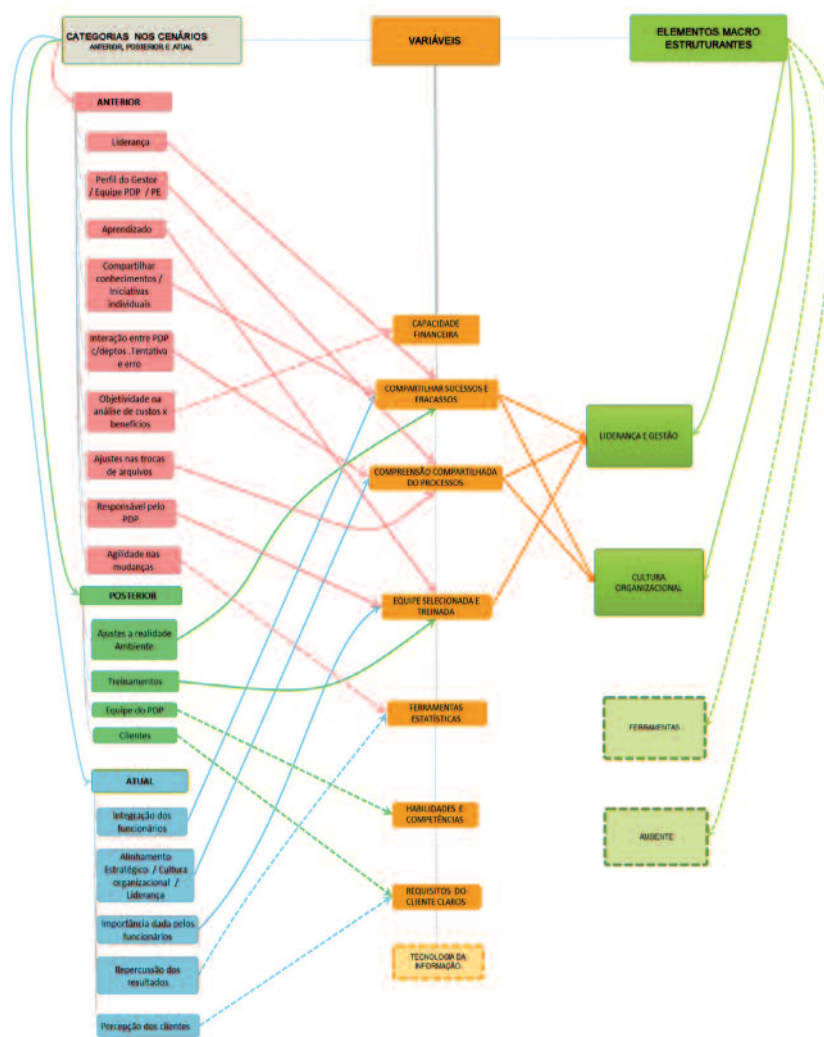 CATEGORIAS NOS CENÁRIOS
ANTERIOR, POSTERIOR E ATUAL
VARIÁVEIS
ELEMENTOS MACRO
ESTRUTURANTES
ANTERIOR
Liderança
Perfil do Gestor
/ Equipe PDP / PE
Aprendizado
Compartilhar
conhecimentos /
Iniciativas
individuais
Interação entre PDP
c/deptos .Tentativa
e erro
Objetividade na
análise de custos x
benefícios
Ajustes nas trocas
de arquivos
Responsável pelo
PDP
Agilidade nas
mudanças
POSTERIOR
Ajustes a realidade
Ambiente
Treinamentos
Equipe do PDP
Clientes
ATUAL
Integração dos
funcionários
Alinhamento
Estratégico / Cultura
organizacional /
Liderança
Importância dada pelos
funcionários
Repercussão dos
resultados
Percepção dos clientes
CAPACIDADE
FINANCEIRA
COMPARTILHAR SUCESSOS E
FRACASSOS
COMPREENSÃO COMPARTILHADA
DO PROCESSOS
EQUIPE SELECIONADA E
TREINADA
FERRAMENTAS
ESTATÍSTICAS
HABILIDADES E
COMPETÊNCIAS
REQUISITOS DO
CLIENTE CLAROS
TECNOLOGIA DA
INFORMAÇÃO.
LIDERANÇA E GESTÃO
CULTURA
ORGANIZACIONAL
FERRAMENTAS
AMBIENTE